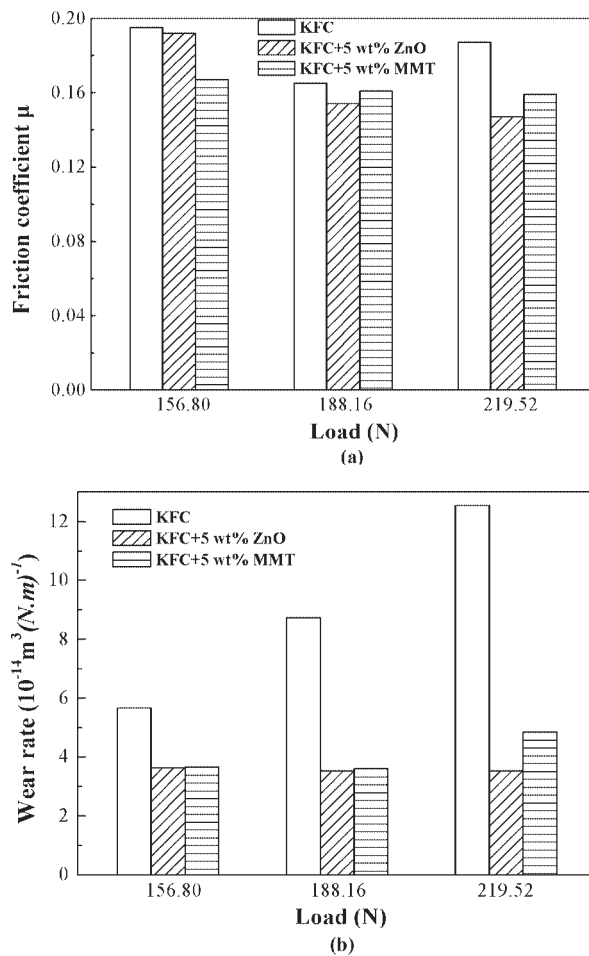 0.20
0.16
0.12
0.08
0.04
0.00
Friction coefficient μ
KFC
KFC+5 wt% ZnO
KFC+5 wt% MMT
156.80 188.16 219.52
Load (N)
(a)
12
10
8
6
4
2
0
Wear rate (10⁻¹⁴m³(N.m)⁻¹
KFC
KFC+5 wt% ZnO
KFC+5 wt% MMT
156.80 188.16 219.52
Load (N)
(b)